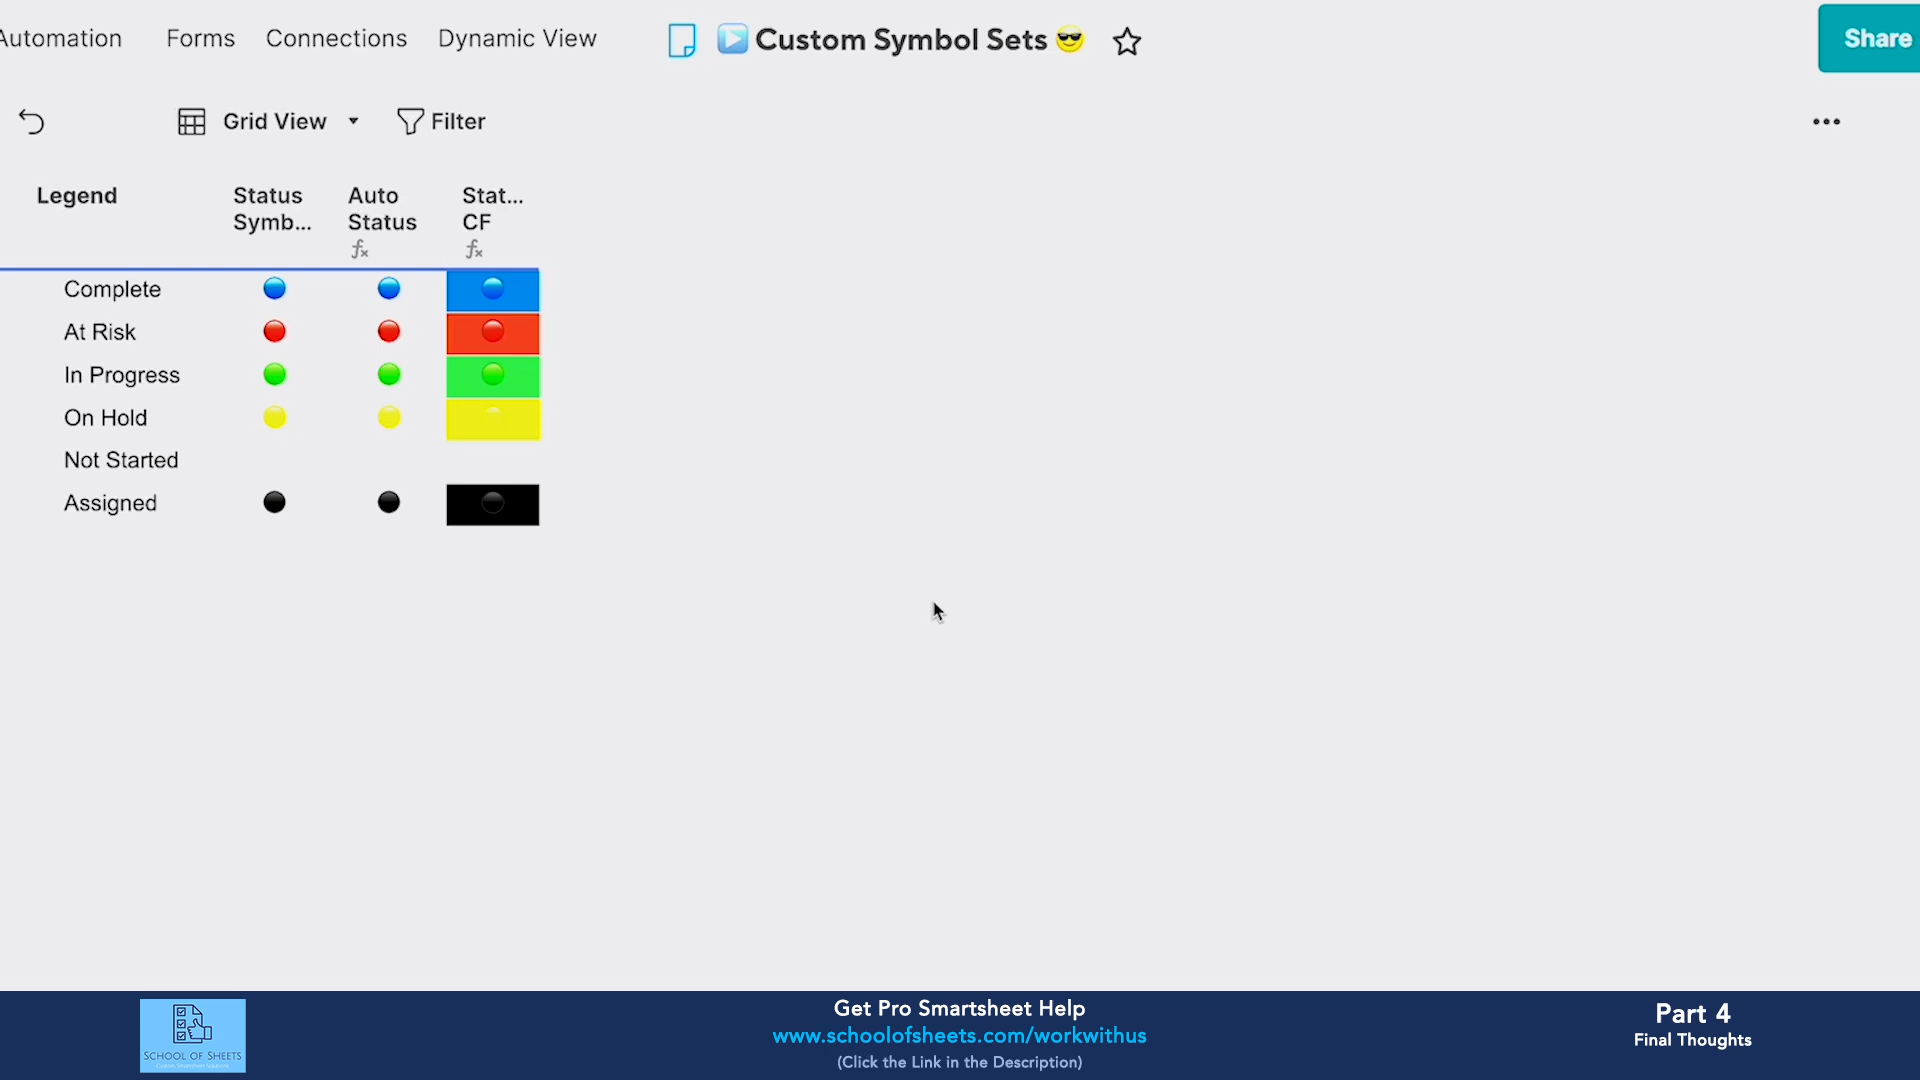 Automation Forms Connections Dynamic View Custom Symbol Sets 😎 Share
Grid View Filter
Legend Status Symb... Auto Status fx Stat... CF fx
Complete
At Risk
In Progress
On Hold
Not Started
Assigned
SCHOOL OF SHEETS
Get Pro Smartsheet Help
www.schoolofsheets.com/workwithus
(Click the Link in the Description)
Part 4
Final Thoughts